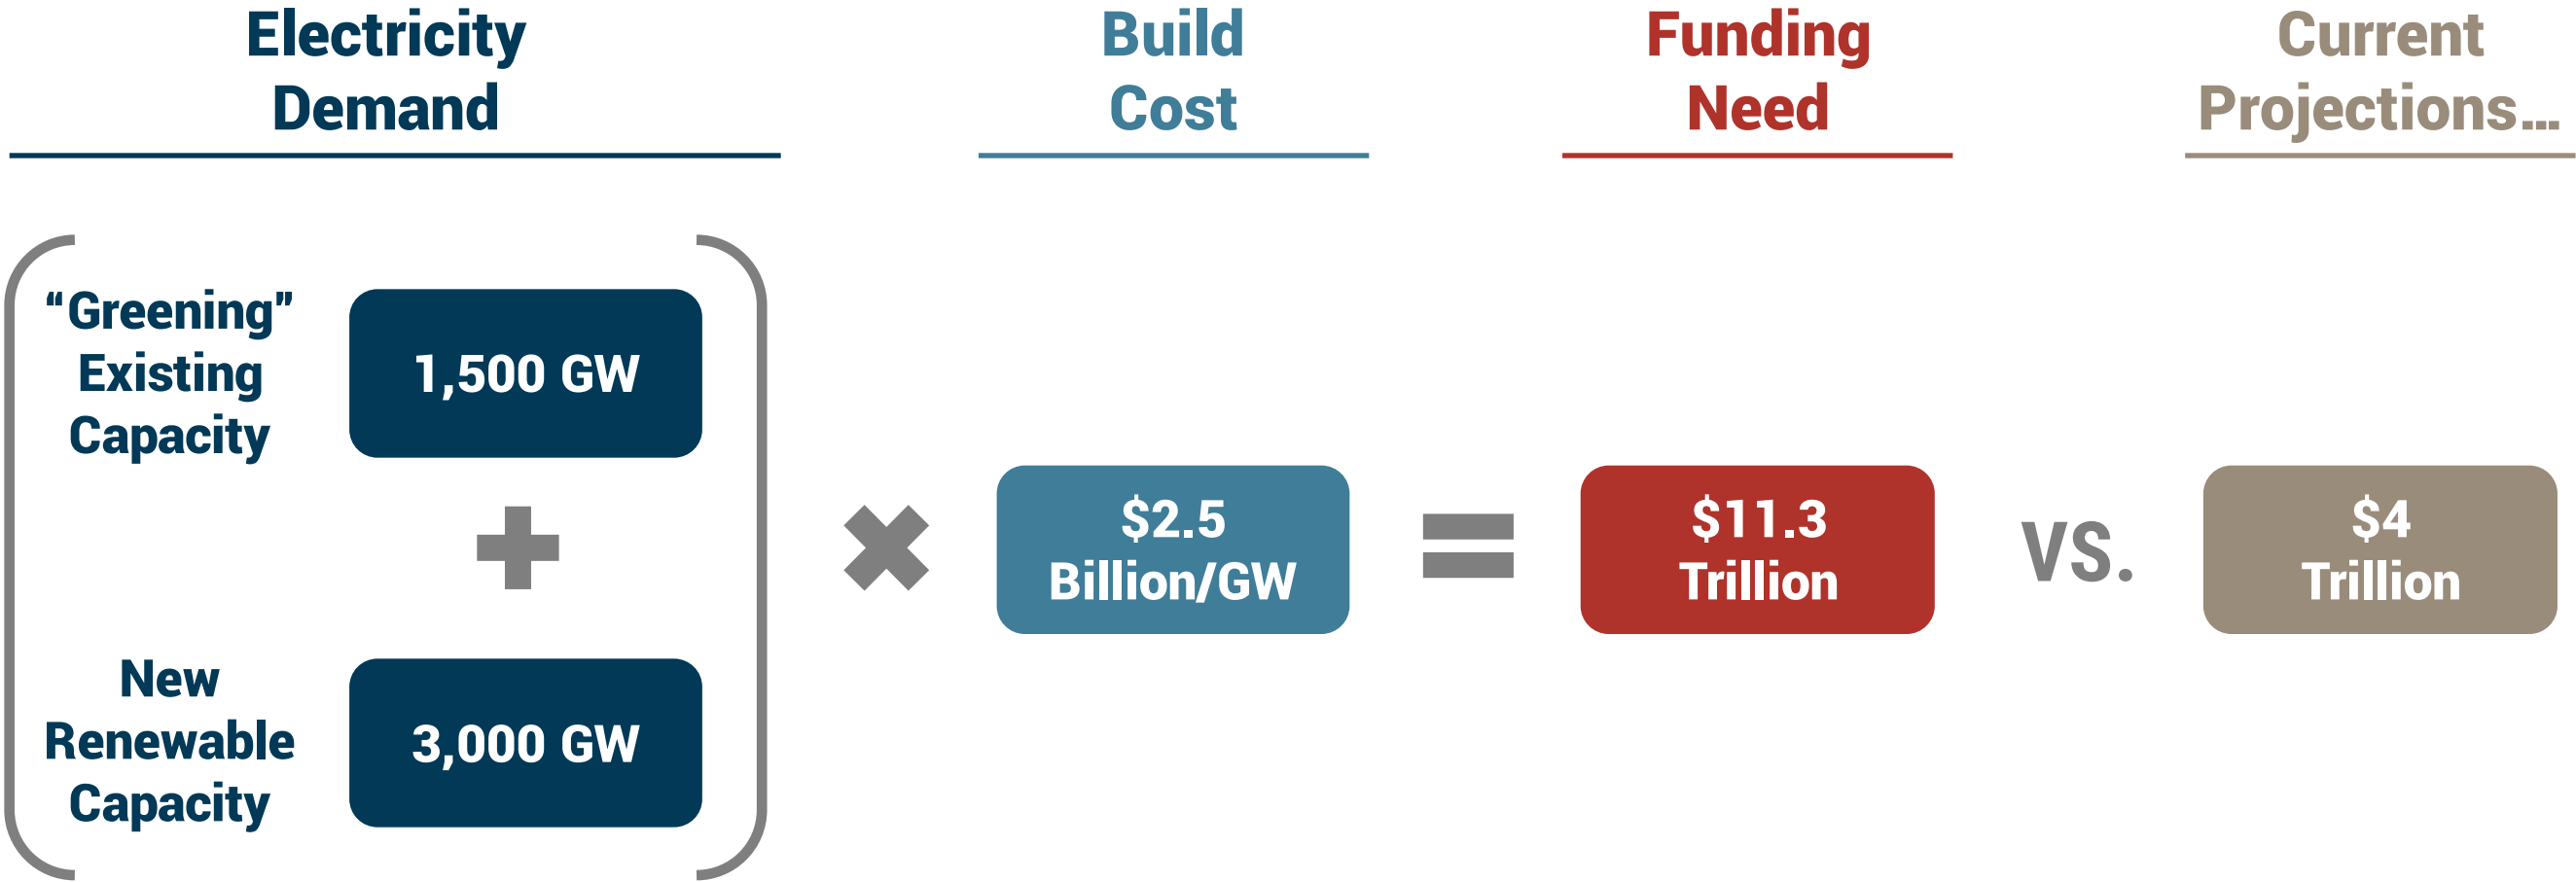 Electricity
Demand
Build
Cost
Funding
Need
Current
Projections...
“Greening”
Existing
Capacity
1,500 GW
+
New
Renewable
Capacity
3,000 GW
×
$2.5
Billion/GW
=
$11.3
Trillion
VS.
$4
Trillion